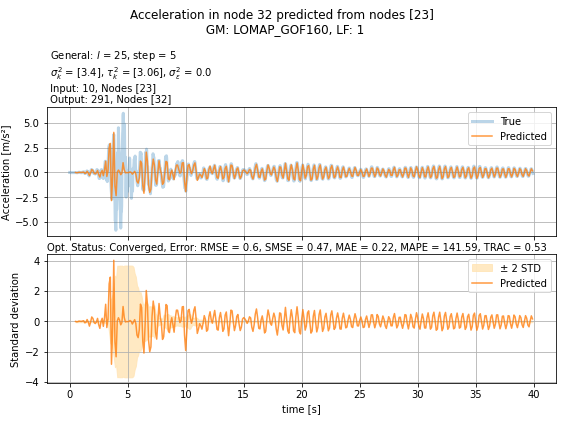 Acceleration in node 32 predicted from nodes [23]
GM: LOMAP_GOF160, LF: 1
General: l = 25, step = 5
σ²ₖ = [3.4], τ²ₖ = [3.06], σ²ε = 0.0
Input: 10, Nodes [23]
Output: 291, Nodes [32]
Acceleration [m/s²]
5.0
2.5
0.0
−2.5
−5.0
True
Predicted
Opt. Status: Converged, Error: RMSE = 0.6, SMSE = 0.47, MAE = 0.22, MAPE = 141.59, TRAC = 0.53
Standard deviation
4
2
0
−2
−4
± 2 STD
Predicted
0 5 10 15 20 25 30 35 40
time [s]